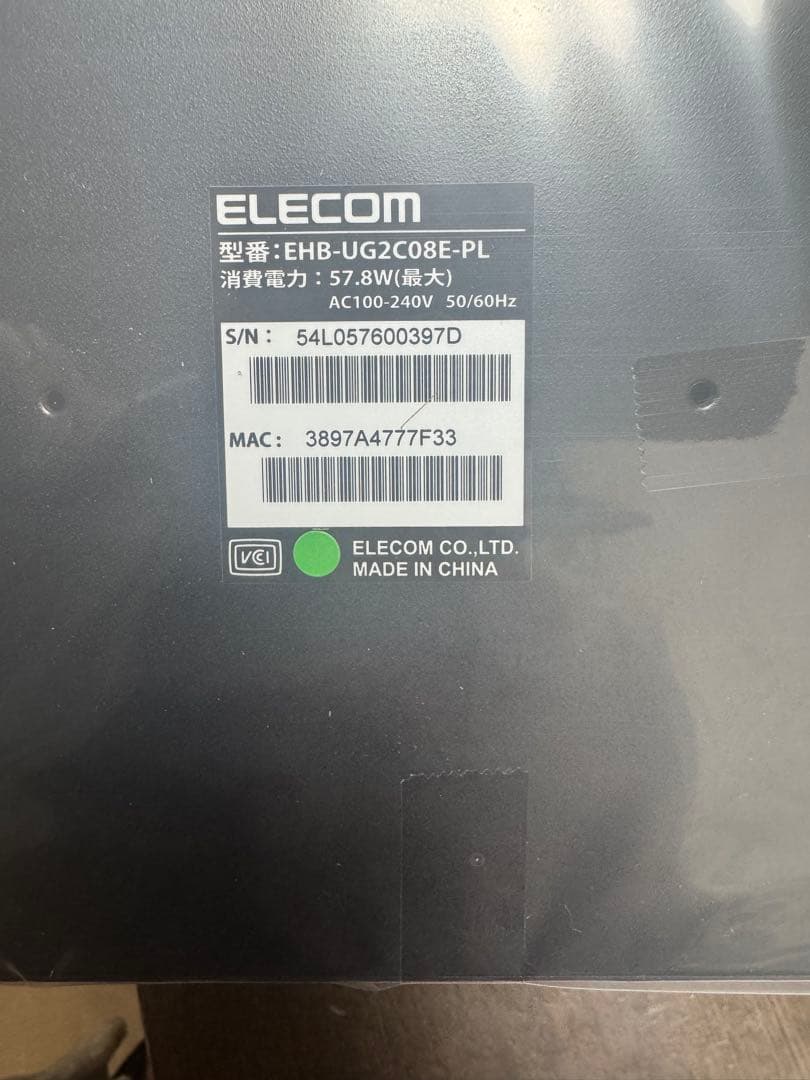 ELECOM
型番:EHB-UG2C08E-PL
消費電力:57.8W(最大)
AC100-240V 50/60Hz
S/N: 54L057600397D
MAC: 3897A4777F33
VCCI
ELECOM CO.,LTD.
MADE IN CHINA